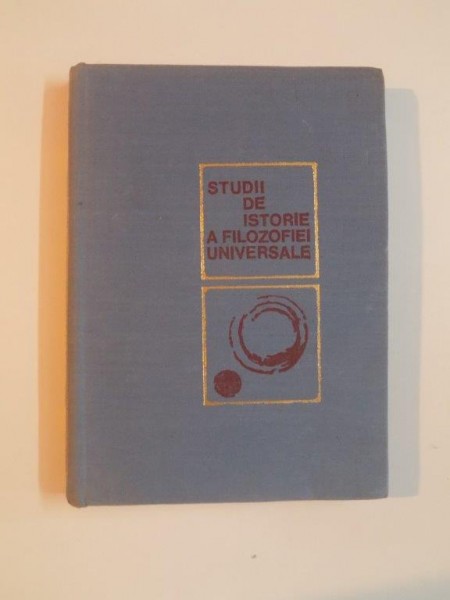 STUDII
DE
ISTORIE
A FILOZOFIEI
UNIVERSALE